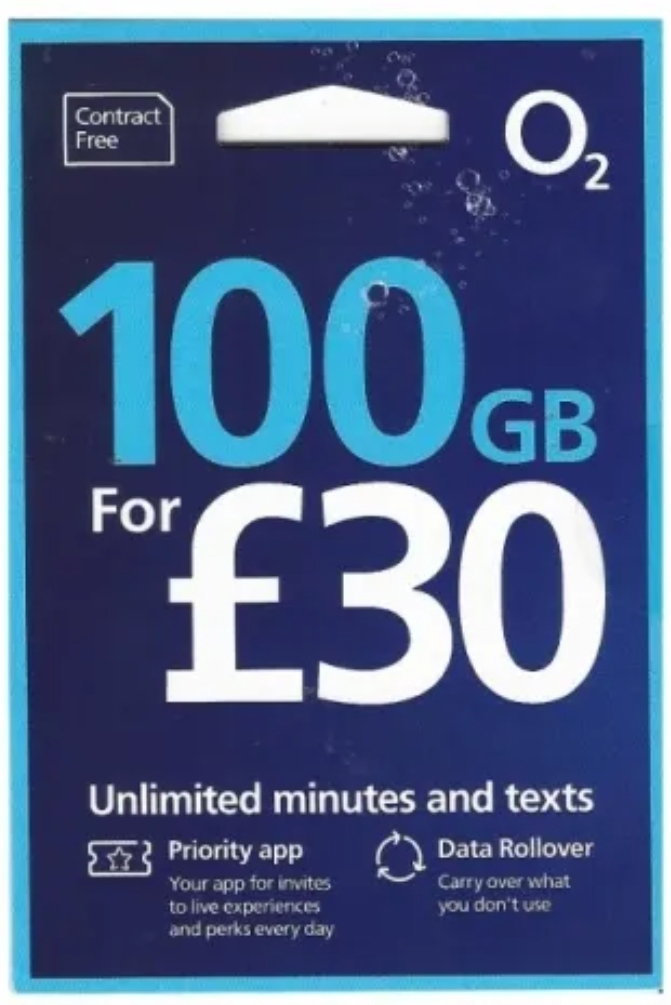 Contract
Free
O2
100GB
For £30
Unlimited minutes and texts
Priority app
Your app for invites
to live experiences
and perks every day
Data Rollover
Carry over what
you don't use